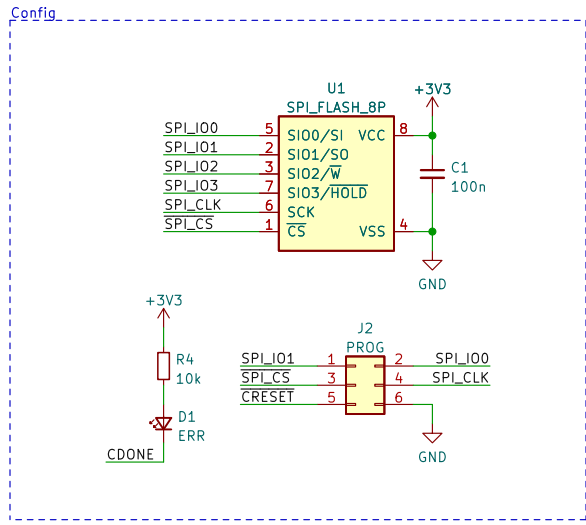 Config
U1
SPI_FLASH_8P
+3V3
SPI_IO0 5 SIO0/SI VCC 8
SPI_IO1 2 SIO1/SO
SPI_IO2 3 SIO2/W
SPI_IO3 7 SIO3/HOLD
SPI_CLK 6 SCK
SPI_CS 1 CS VSS 4
C1
100n
GND
+3V3
R4
10k
D1
ERR
CDONE
J2
PROG
SPI_IO1 1 2 SPI_IO0
SPI_CS 3 4 SPI_CLK
CRESET 5 6
GND